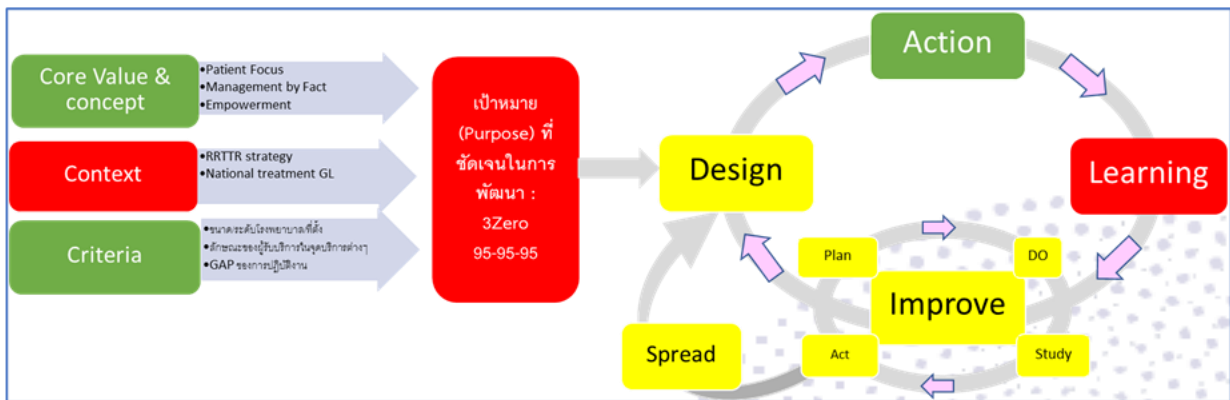 Core Value &
concept
•Patient Focus
•Management by Fact
•Empowerment
Context
•RRTTR strategy
•National treatment GL
Criteria
•ขนาด/ระดับโรงพยาบาล/ที่ตั้ง
•ลักษณะของผู้รับบริการในจุดบริการต่างๆ
•GAP ของการปฏิบัติงาน
เป้าหมาย
(Purpose) ที่
ชัดเจนในการ
พัฒนา :
3Zero
95-95-95
Design
Action
Learning
Improve
Plan
DO
Study
Act
Spread